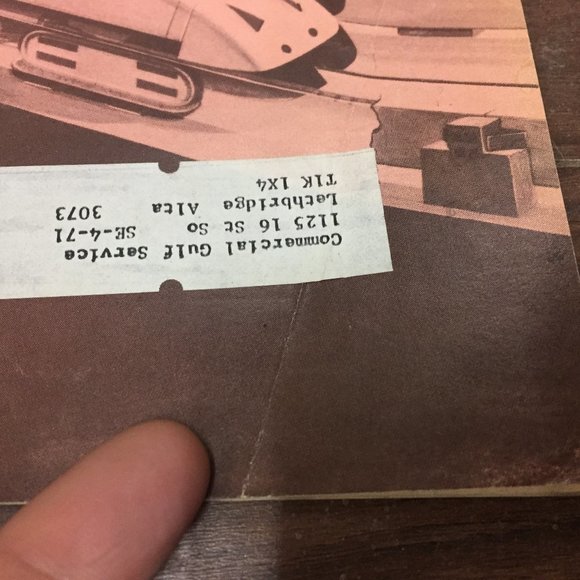 Commercial Gulf Service
1125 16 St So SE-4-71
Lethbridge Alta 3073
T1K 1X4